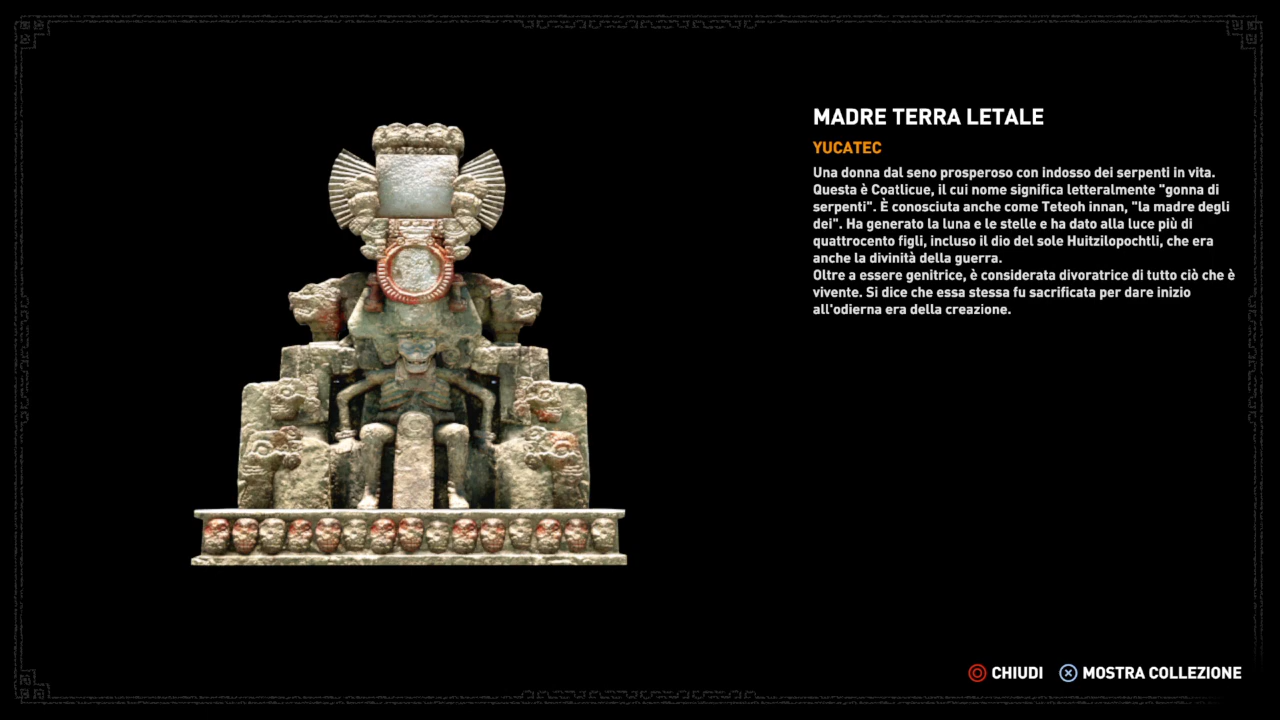 MADRE TERRA LETALE
YUCATEC
Una donna dal seno prosperoso con indosso dei serpenti in vita.
Questa è Coatlicue, il cui nome significa letteralmente "gonna di
serpenti". È conosciuta anche come Teteoh innan, "la madre degli
dei". Ha generato la luna e le stelle e ha dato alla luce più di
quattrocento figli, incluso il dio del sole Huitzilopochtli, che era
anche la divinità della guerra.
Oltre a essere genitrice, è considerata divoratrice di tutto ciò che è
vivente. Si dice che essa stessa fu sacrificata per dare inizio
all'odierna era della creazione.
CHIUDI MOSTRA COLLEZIONE